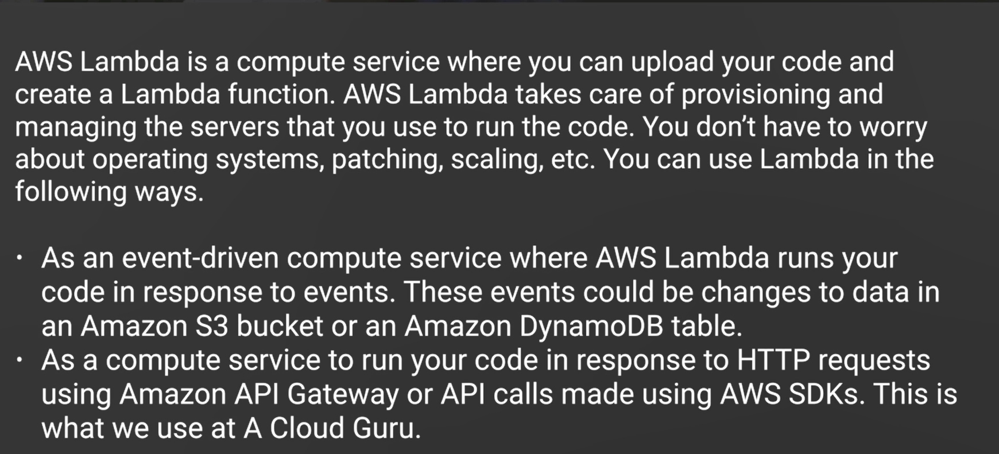 AWS Lambda is a compute service where you can upload your code and
create a Lambda function. AWS Lambda takes care of provisioning and
managing the servers that you use to run the code. You don’t have to worry
about operating systems, patching, scaling, etc. You can use Lambda in the
following ways.
• As an event-driven compute service where AWS Lambda runs your
code in response to events. These events could be changes to data in
an Amazon S3 bucket or an Amazon DynamoDB table.
• As a compute service to run your code in response to HTTP requests
using Amazon API Gateway or API calls made using AWS SDKs. This is
what we use at A Cloud Guru.